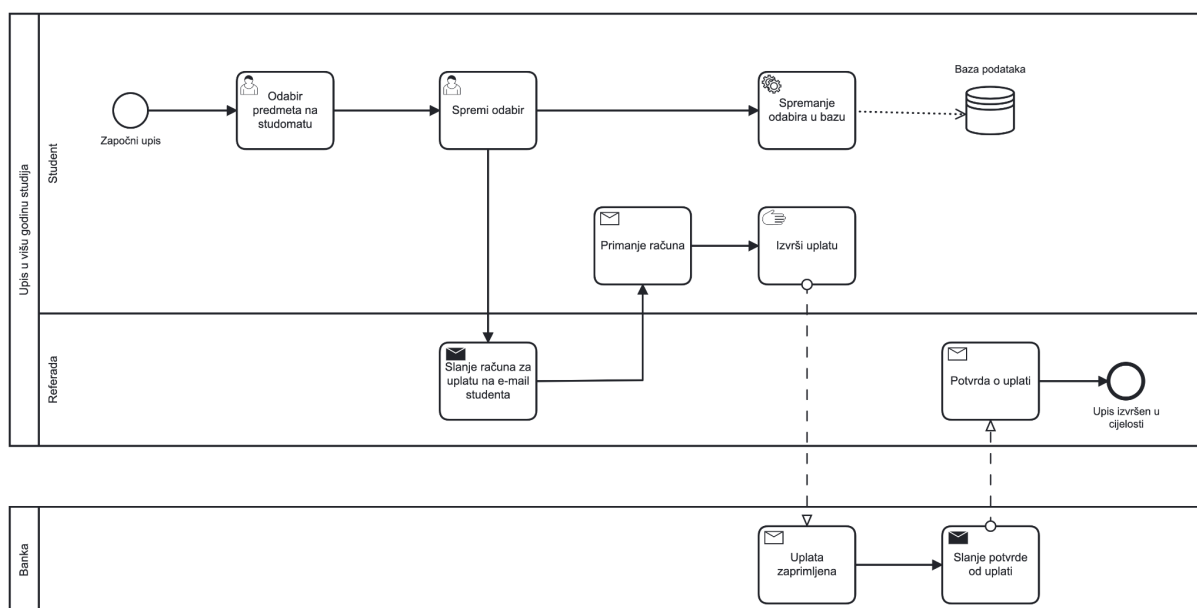 Upis u višu godinu studija
Student
Započni upis
Odabir
predmeta na
studomatu
Spremi odabir
Spremanje
odabira u bazu
Baza podataka
Primanje računa
Izvrši uplatu
Referada
Slanje računa za
uplatu na e-mail
studenta
Potvrda o uplati
Upis izvršen u
cijelosti
Banka
Uplata
zaprimljena
Slanje potvrde
od uplati